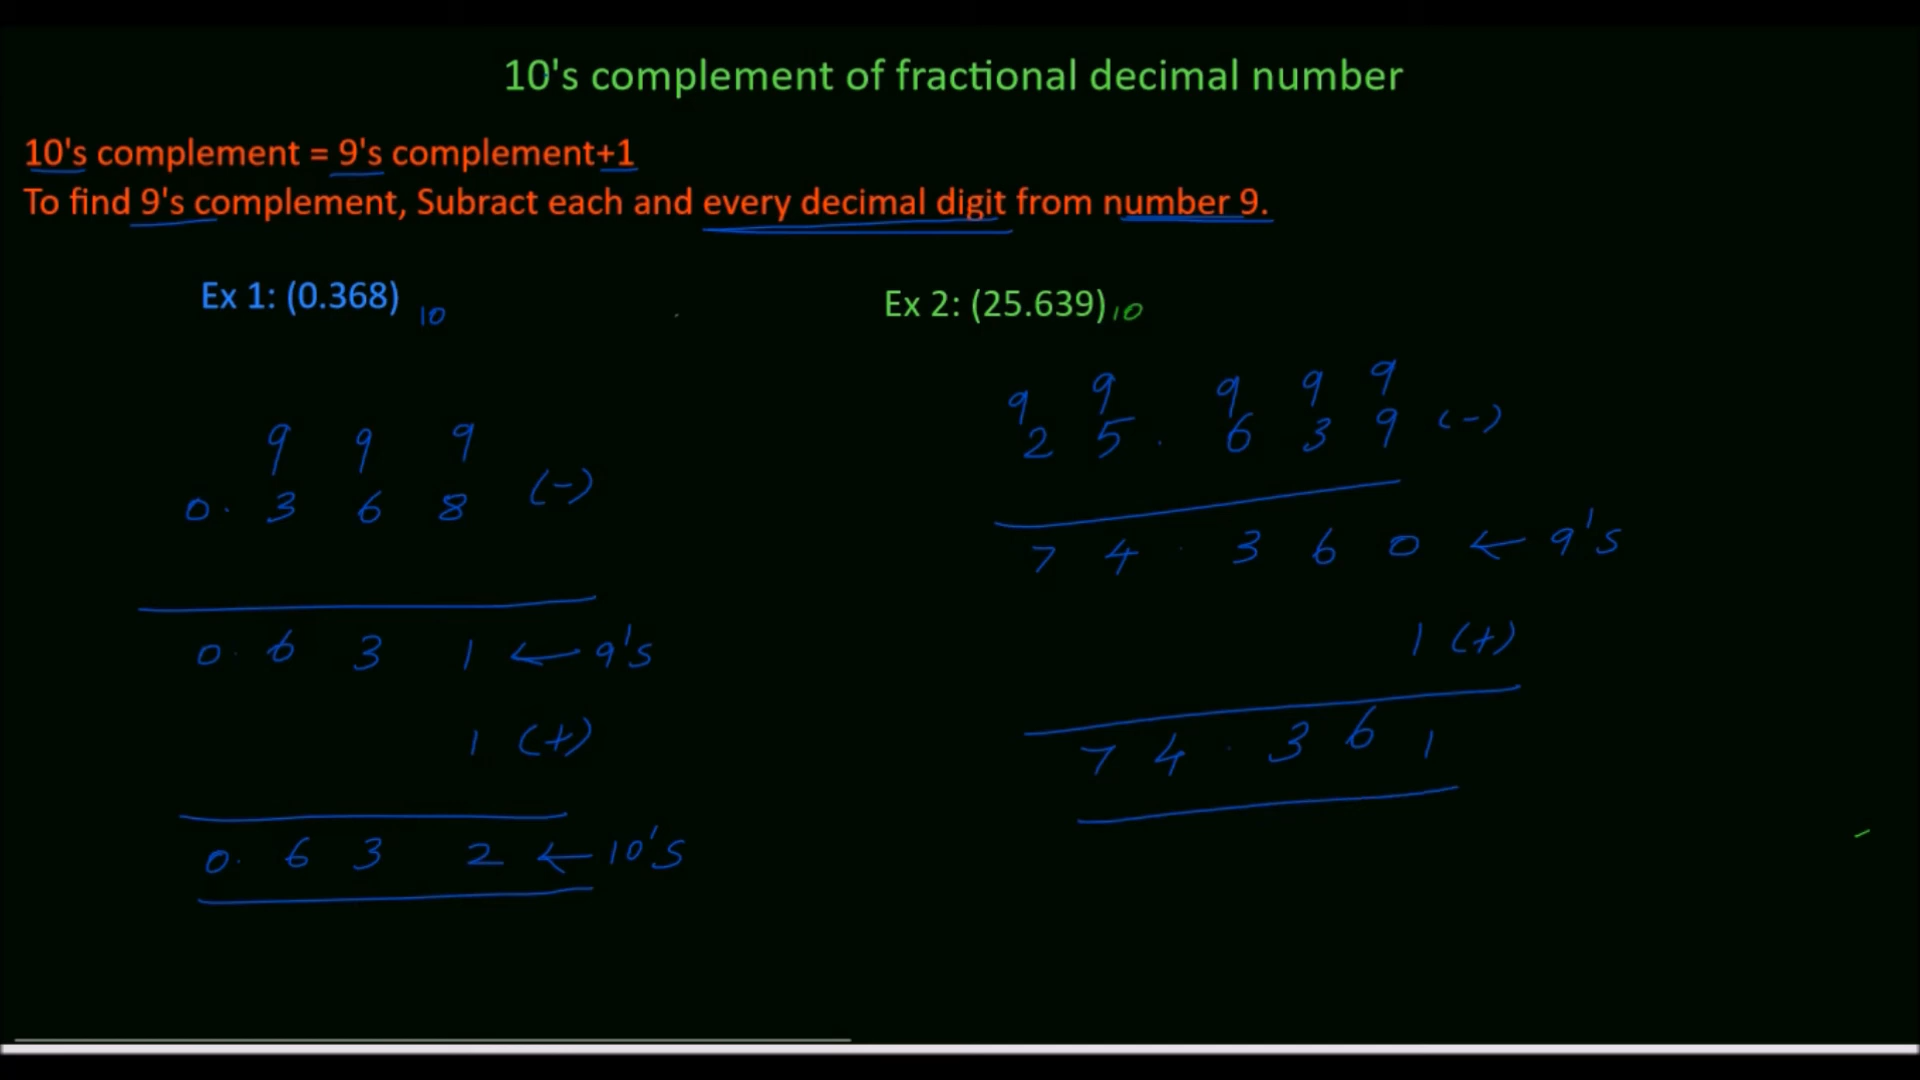 10's complement of fractional decimal number
10's complement = 9's complement+1
To find 9's complement, Subract each and every decimal digit from number 9.
Ex 1: (0.368) 10
9 9 9
0. 3 6 8 (-)
0. 6 3 1 ← 9's
1 (+)
0. 6 3 2 ← 10's
Ex 2: (25.639)10
9 9 9 9 9
2 5 . 6 3 9 (-)
7 4 . 3 6 0 ← 9's
1 (+)
7 4 . 3 6 1